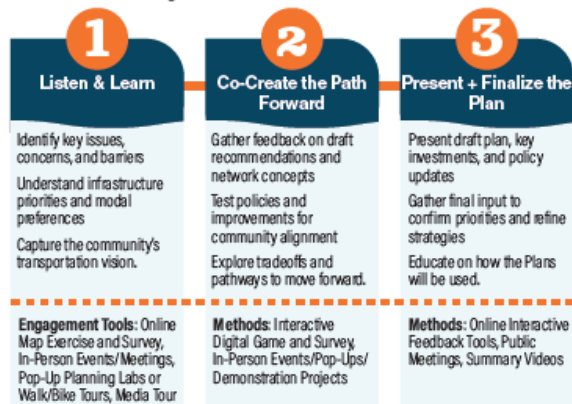 1
Listen & Learn
Identify key issues,
concerns, and barriers
Understand infrastructure
priorities and modal
preferences
Capture the community's
transportation vision.
Engagement Tools: Online
Map Exercise and Survey,
In-Person Events/Meetings,
Pop-Up Planning Labs or
Walk/Bike Tours, Media Tour
2
Co-Create the Path
Forward
Gather feedback on draft
recommendations and
network concepts
Test policies and
improvements for
community alignment
Explore tradeoffs and
pathways to move forward.
Methods: Interactive
Digital Game and Survey,
In-Person Events/Pop-Ups/
Demonstration Projects
3
Present + Finalize the
Plan
Present draft plan, key
investments, and policy
updates
Gather final input to
confirm priorities and refine
strategies
Educate on how the Plans
will be used.
Methods: Online Interactive
Feedback Tools, Public
Meetings, Summary Videos